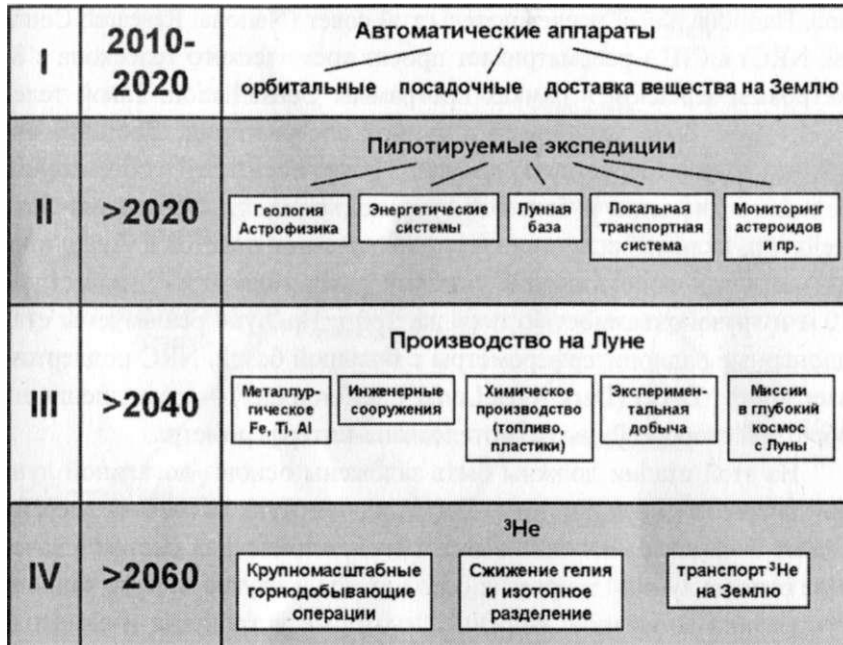 I
2010-
2020
Автоматические аппараты
орбитальные посадочные доставка вещества на Землю
II
>2020
Пилотируемые экспедиции
Геология
Астрофизика
Энергетические
системы
Лунная
база
Локальная
транспортная
система
Мониторинг
астероидов
и пр.
III
>2040
Производство на Луне
Металлур-
гическое
Fe, Ti, Al
Инженерные
сооружения
Химическое
производство
(топливо,
пластики)
Эксперимен-
тальная
добыча
Миссии
в глубокий
космос
с Луны
IV
>2060
³He
Крупномасштабные
горнодобывающие
операции
Сжижение гелия
и изотопное
разделение
транспорт ³He
на Землю